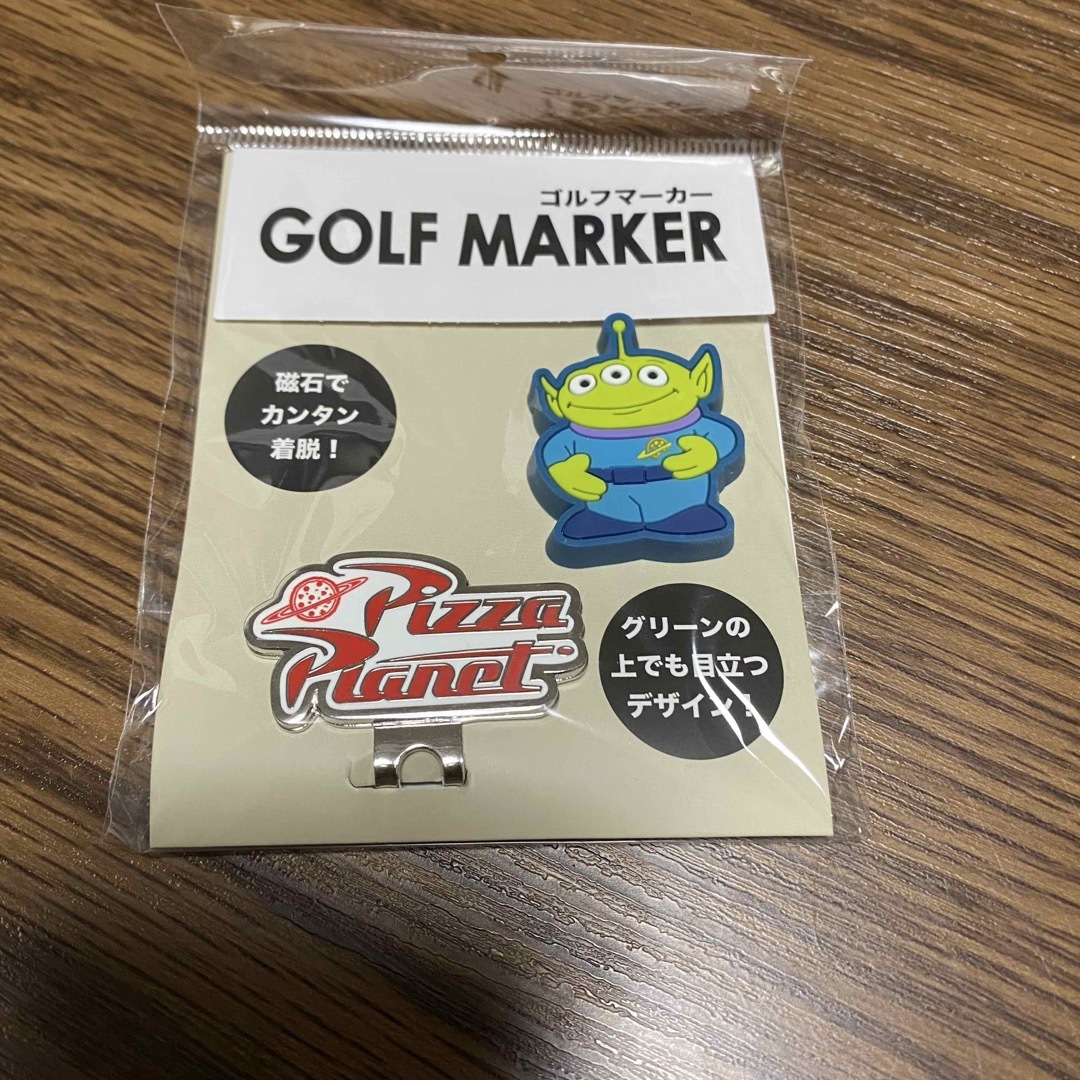 ゴルフマーカー
GOLF MARKER
磁石で
カンタン
着脱！
Pizza
Planet
グリーンの
上でも目立つ
デザイン！